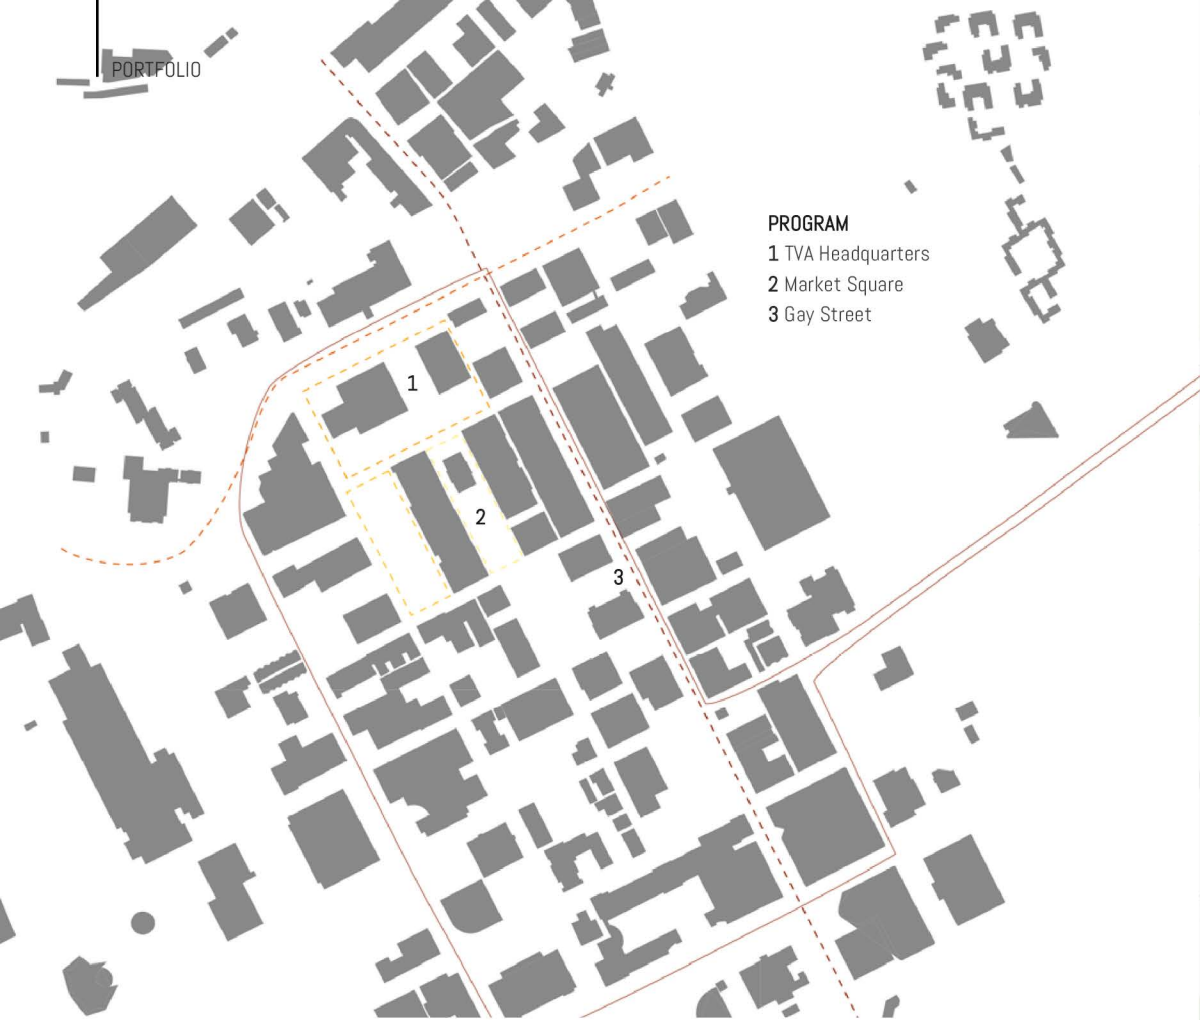 PORTFOLIO
PROGRAM
1 TVA Headquarters
2 Market Square
3 Gay Street
1
2
3